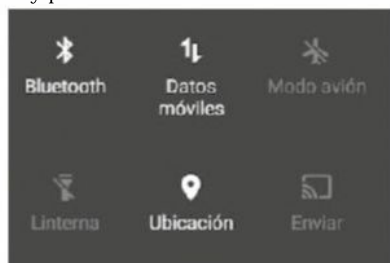 Bluetooth
Datos
móviles
Modo avión
Linterna
Ubicación
Enviar